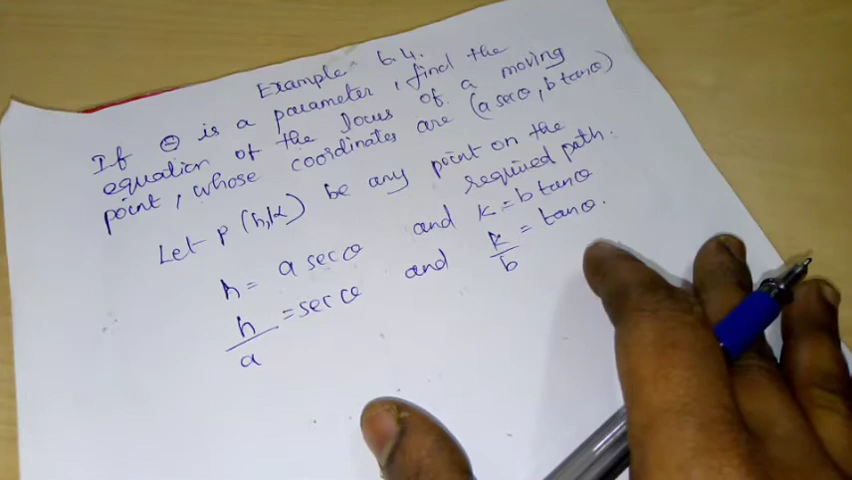 Example 6.4.
If Θ is a parameter, find the
equation of the locus of a moving
point, whose coordinates are (a secθ, b tanθ)
Let P (h,k) be any point on the
required path.
h = a secθ and k = b tanθ
h/a = secθ and k/b = tanθ.